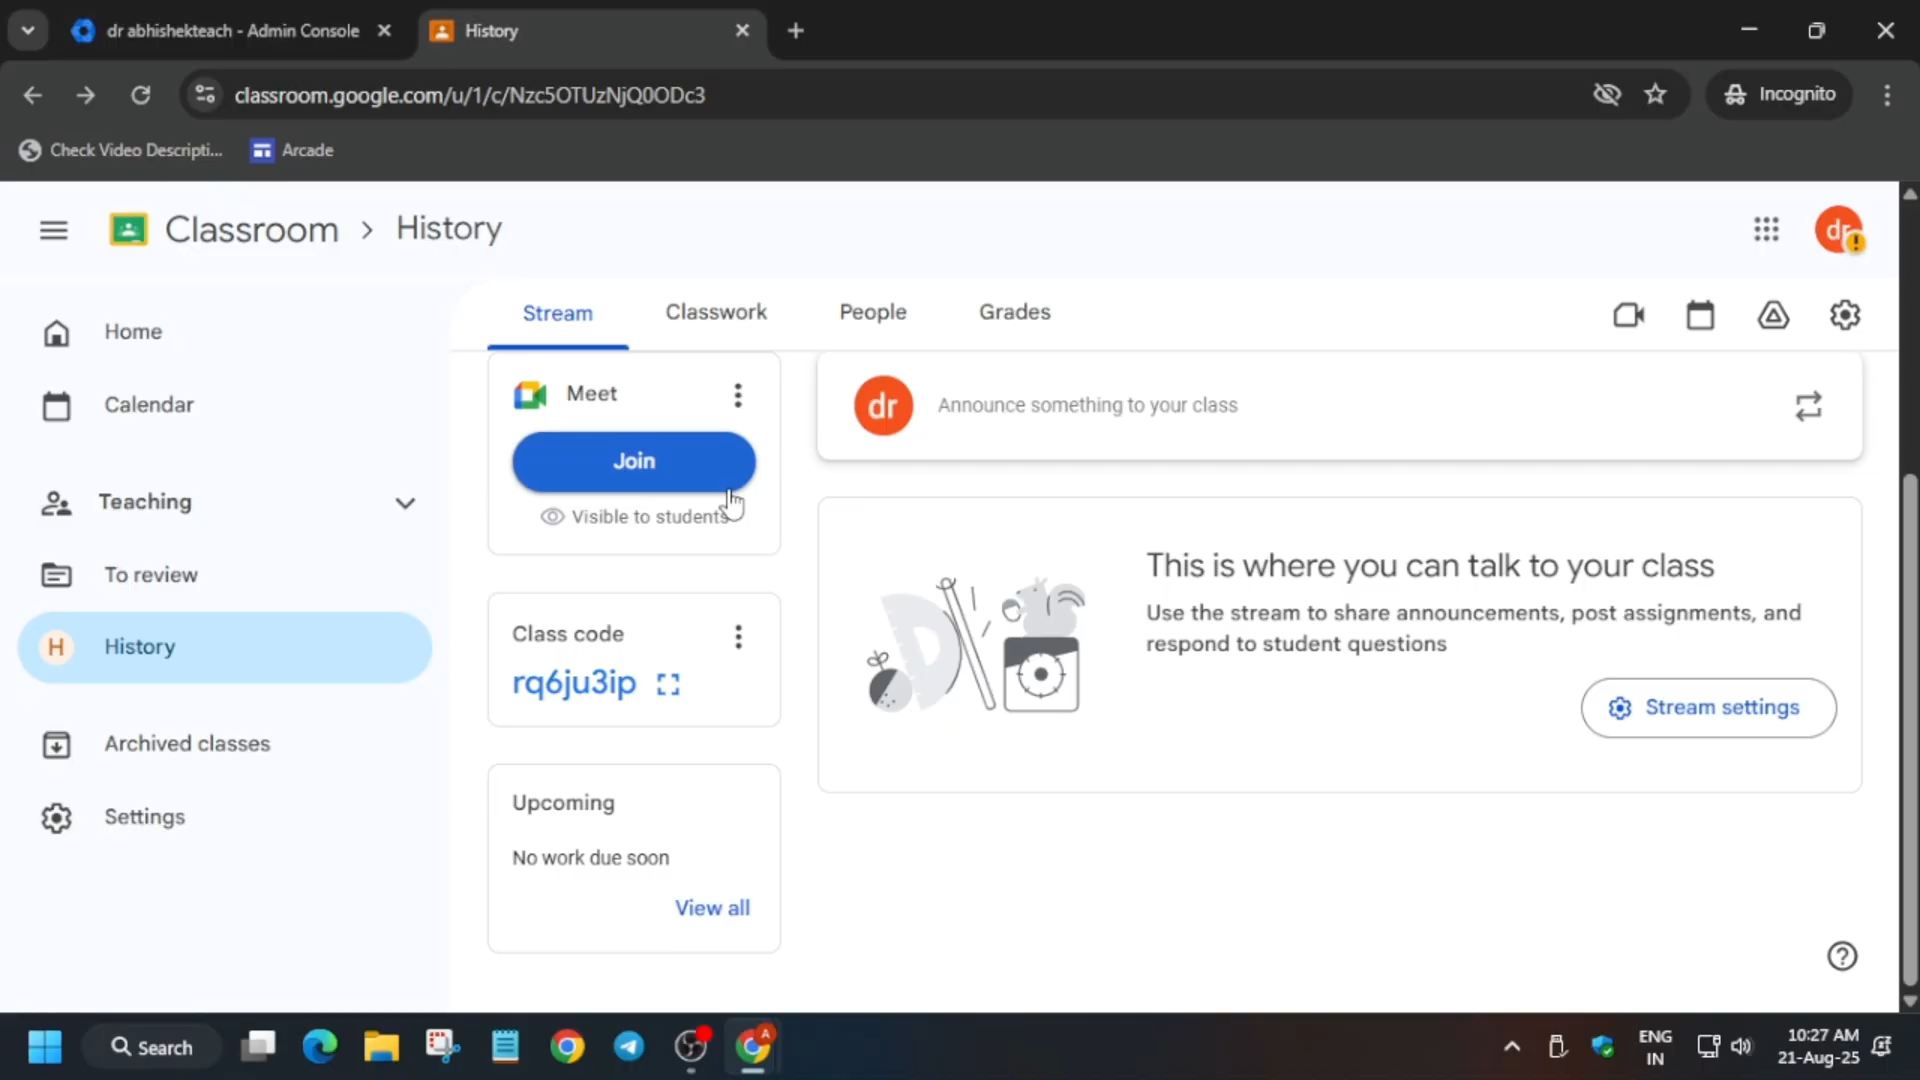 dr abhishekteach - Admin Console
History
classroom.google.com/u/1/c/Nzc5OTUzNjQ0ODc3
Incognito
Check Video Descripti...
Arcade
Classroom > History
dr
Home
Calendar
Teaching
To review
H History
Archived classes
Settings
Stream
Classwork
People
Grades
Meet
Join
Visible to students
Class code
rq6ju3ip
Upcoming
No work due soon
View all
dr
Announce something to your class
This is where you can talk to your class
Use the stream to share announcements, post assignments, and
respond to student questions
Stream settings
Search
A
ENG
IN
10:27 AM
21-Aug-25